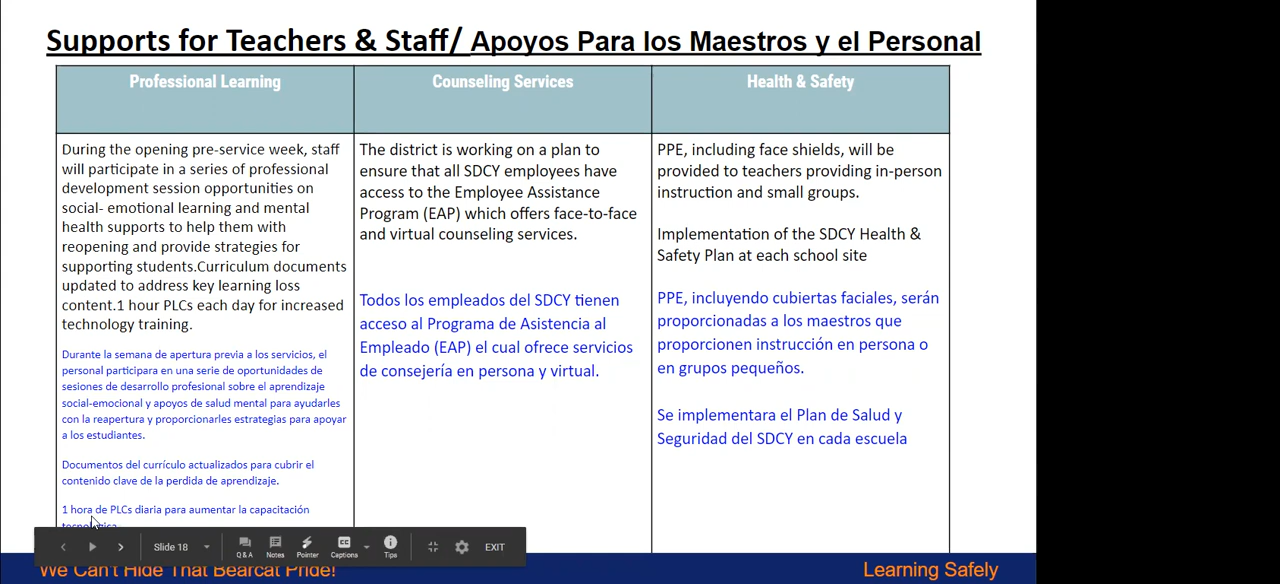 Supports for Teachers & Staff/ Apoyos Para los Maestros y el Personal
Professional Learning
Counseling Services
Health & Safety
During the opening pre-service week, staff
will participate in a series of professional
development session opportunities on
social- emotional learning and mental
health supports to help them with
reopening and provide strategies for
supporting students.Curriculum documents
updated to address key learning loss
content.1 hour PLCs each day for increased
technology training.
Durante la semana de apertura previa a los servicios, el
personal participara en una serie de oportunidades de
sesiones de desarrollo profesional sobre el aprendizaje
social-emocional y apoyos de salud mental para ayudarles
con la reapertura y proporcionarles estrategias para apoyar
a los estudiantes.
Documentos del currículo actualizados para cubrir el
contenido clave de la perdida de aprendizaje.
1 hora de PLCs diaria para aumentar la capacitación
tecnológica.
The district is working on a plan to
ensure that all SDCY employees have
access to the Employee Assistance
Program (EAP) which offers face-to-face
and virtual counseling services.
Todos los empleados del SDCY tienen
acceso al Programa de Asistencia al
Empleado (EAP) el cual ofrece servicios
de consejería en persona y virtual.
PPE, including face shields, will be
provided to teachers providing in-person
instruction and small groups.
Implementation of the SDCY Health &
Safety Plan at each school site
PPE, incluyendo cubiertas faciales, serán
proporcionadas a los maestros que
proporcionen instrucción en persona o
en grupos pequeños.
Se implementara el Plan de Salud y
Seguridad del SDCY en cada escuela
Slide 18
Q & A
Notes
Pointer
CC
Captions
Tips
EXIT
We Can't Hide That Bearcat Pride!
Learning Safely